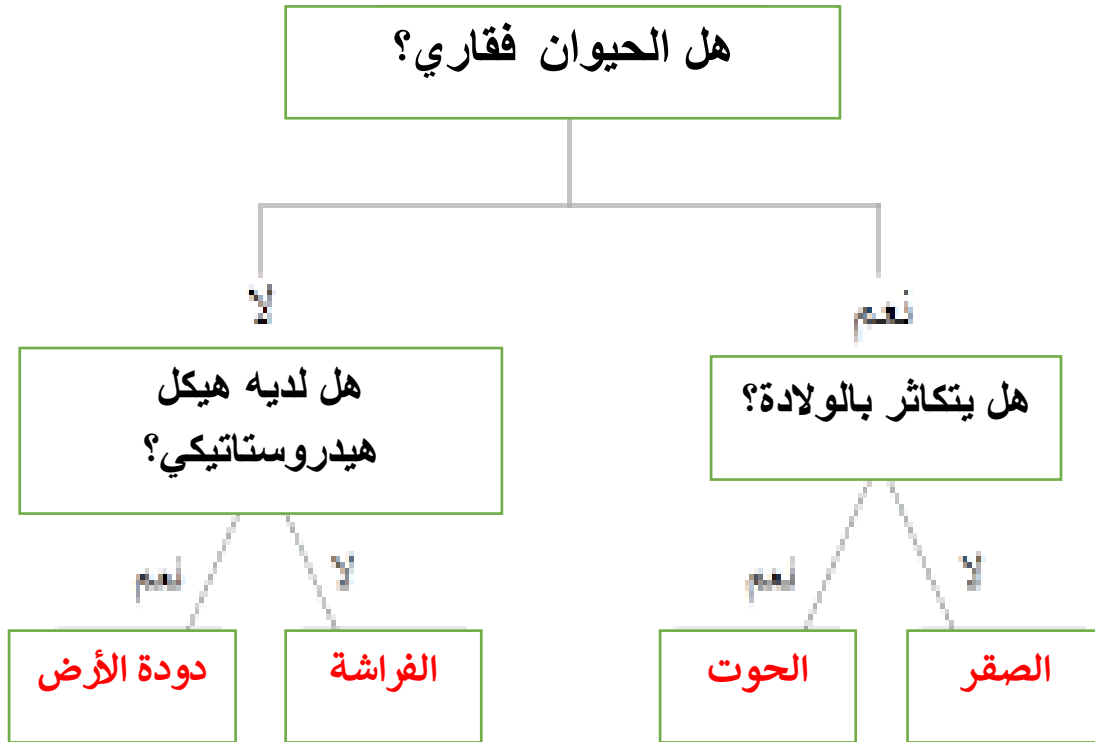 هل الحيوان فقاري؟
نعم
لا
هل يتكاثر بالولادة؟
هل لديه هيكل
هيدروستاتيكي؟
لا
نعم
لا
نعم
الصقر
الحوت
الفراشة
دودة الأرض